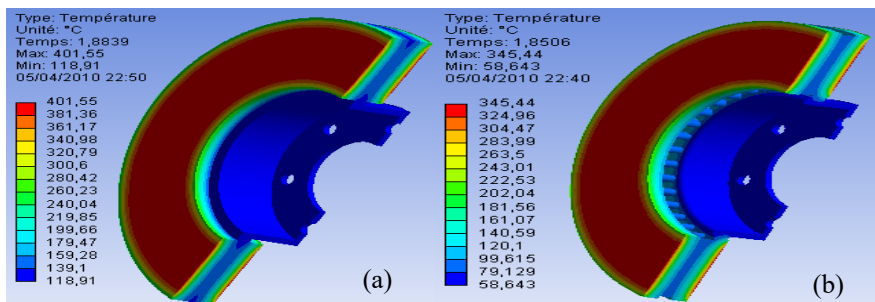 Type: Température
Unité: °C
Temps: 1,8839
Max: 401,55
Min: 118,91
05/04/2010 22:50
401,55
381,36
361,17
340,98
320,79
300,6
280,42
260,23
240,04
219,85
199,66
179,47
159,28
139,1
118,91
(a)
Type: Température
Unité: °C
Temps: 1,8506
Max: 345,44
Min: 58,643
05/04/2010 22:40
345,44
324,96
304,47
283,99
263,5
243,01
222,53
202,04
181,56
161,07
140,59
120,1
99,615
79,129
58,643
(b)